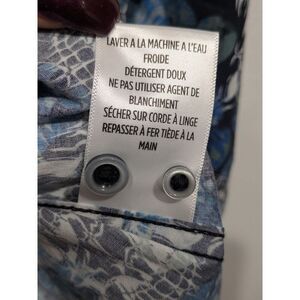 LAVER A LA MACHINE A L'EAU
FROIDE
DÉTERGENT DOUX
NE PAS UTILISER AGENT DE
BLANCHIMENT
SÉCHER SUR CORDE À LINGE
REPASSER À FER TIÈDE À LA
MAIN